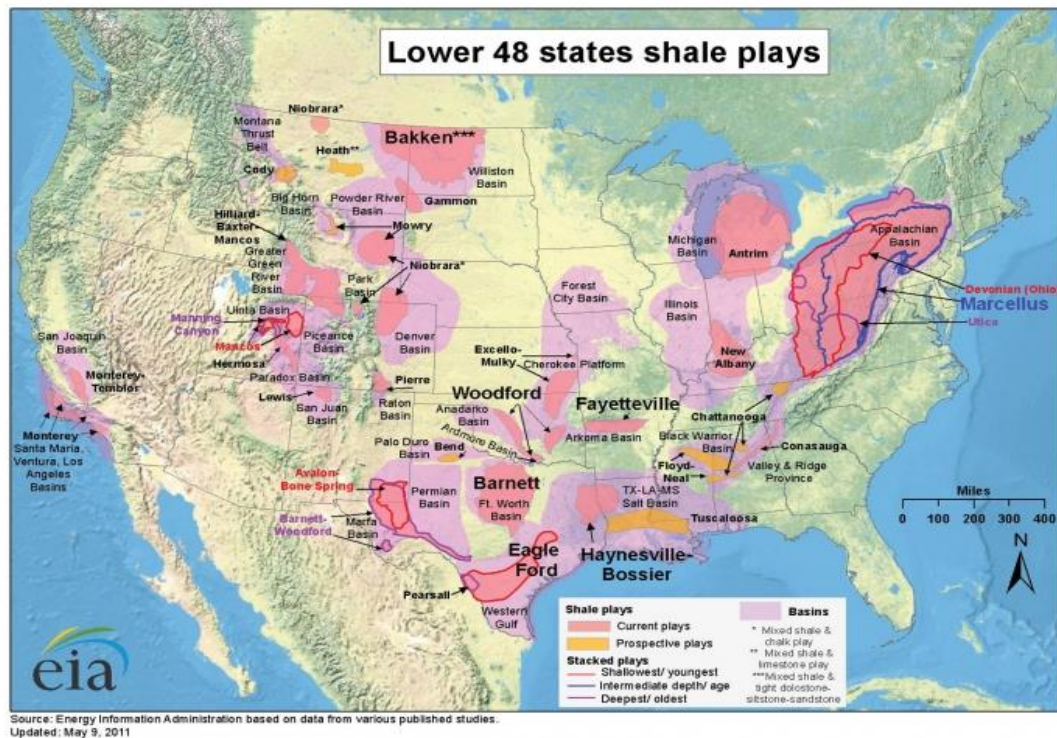 Lower 48 states shale plays
Niobrara*
Montana
Thrust
Belt
Bakken***
Heath**
Cody
Williston
Basin
Big Horn
Basin
Powder River
Basin
Gammon
Hilliard-
Baxter-
Mancos
Mowry
Greater
Green
River
Basin
Niobrara*
Park
Basin
Michigan
Basin
Antrim
Appalachian
Basin
Devonian (Ohio)
Marcellus
Utica
Forest
City Basin
Illinois
Basin
Uinta Basin
Manning
Canyon
Mancos
Piceance
Basin
Denver
Basin
San Joaquin
Basin
Hermosa
Paradox Basin
Excello-
Mulky
Cherokee Platform
New
Albany
Monterey-
Temblor
Lewis
San Juan
Basin
Pierre
Raton
Basin
Woodford
Anadarko
Basin
Fayetteville
Chattanooga
Monterey
Santa Maria,
Ventura, Los
Angeles
Basins
Ardmore Basin
Arkoma Basin
Black Warrior
Basin
Conasauga
Palo Duro
Basin
Bend
Floyd-
Neal
Valley & Ridge
Province
Avalon-
Bone Spring
Permian
Basin
Barnett
Ft. Worth
Basin
TX-LA-MS
Salt Basin
Tuscaloosa
Barnett-
Woodford
Marfa
Basin
Eagle
Ford
Haynesville-
Bossier
Pearsall
Western
Gulf
Miles
0 100 200 300 400
N
Shale plays
Current plays
Prospective plays
Stacked plays
Shallowest/ youngest
Intermediate depth/ age
Deepest/ oldest
Basins
* Mixed shale &
chalk play
** Mixed shale &
limestone play
***Mixed shale &
tight dolostone-
siltstone-sandstone
eia
Source: Energy Information Administration based on data from various published studies.
Updated: May 9, 2011